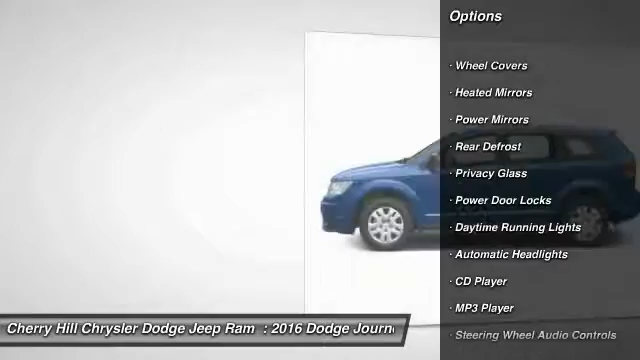 Options
· Wheel Covers
· Heated Mirrors
· Power Mirrors
· Rear Defrost
· Privacy Glass
· Power Door Locks
· Daytime Running Lights
· Automatic Headlights
· CD Player
· MP3 Player
· Steering Wheel Audio Controls
Cherry Hill Chrysler Dodge Jeep Ram : 2016 Dodge Journe